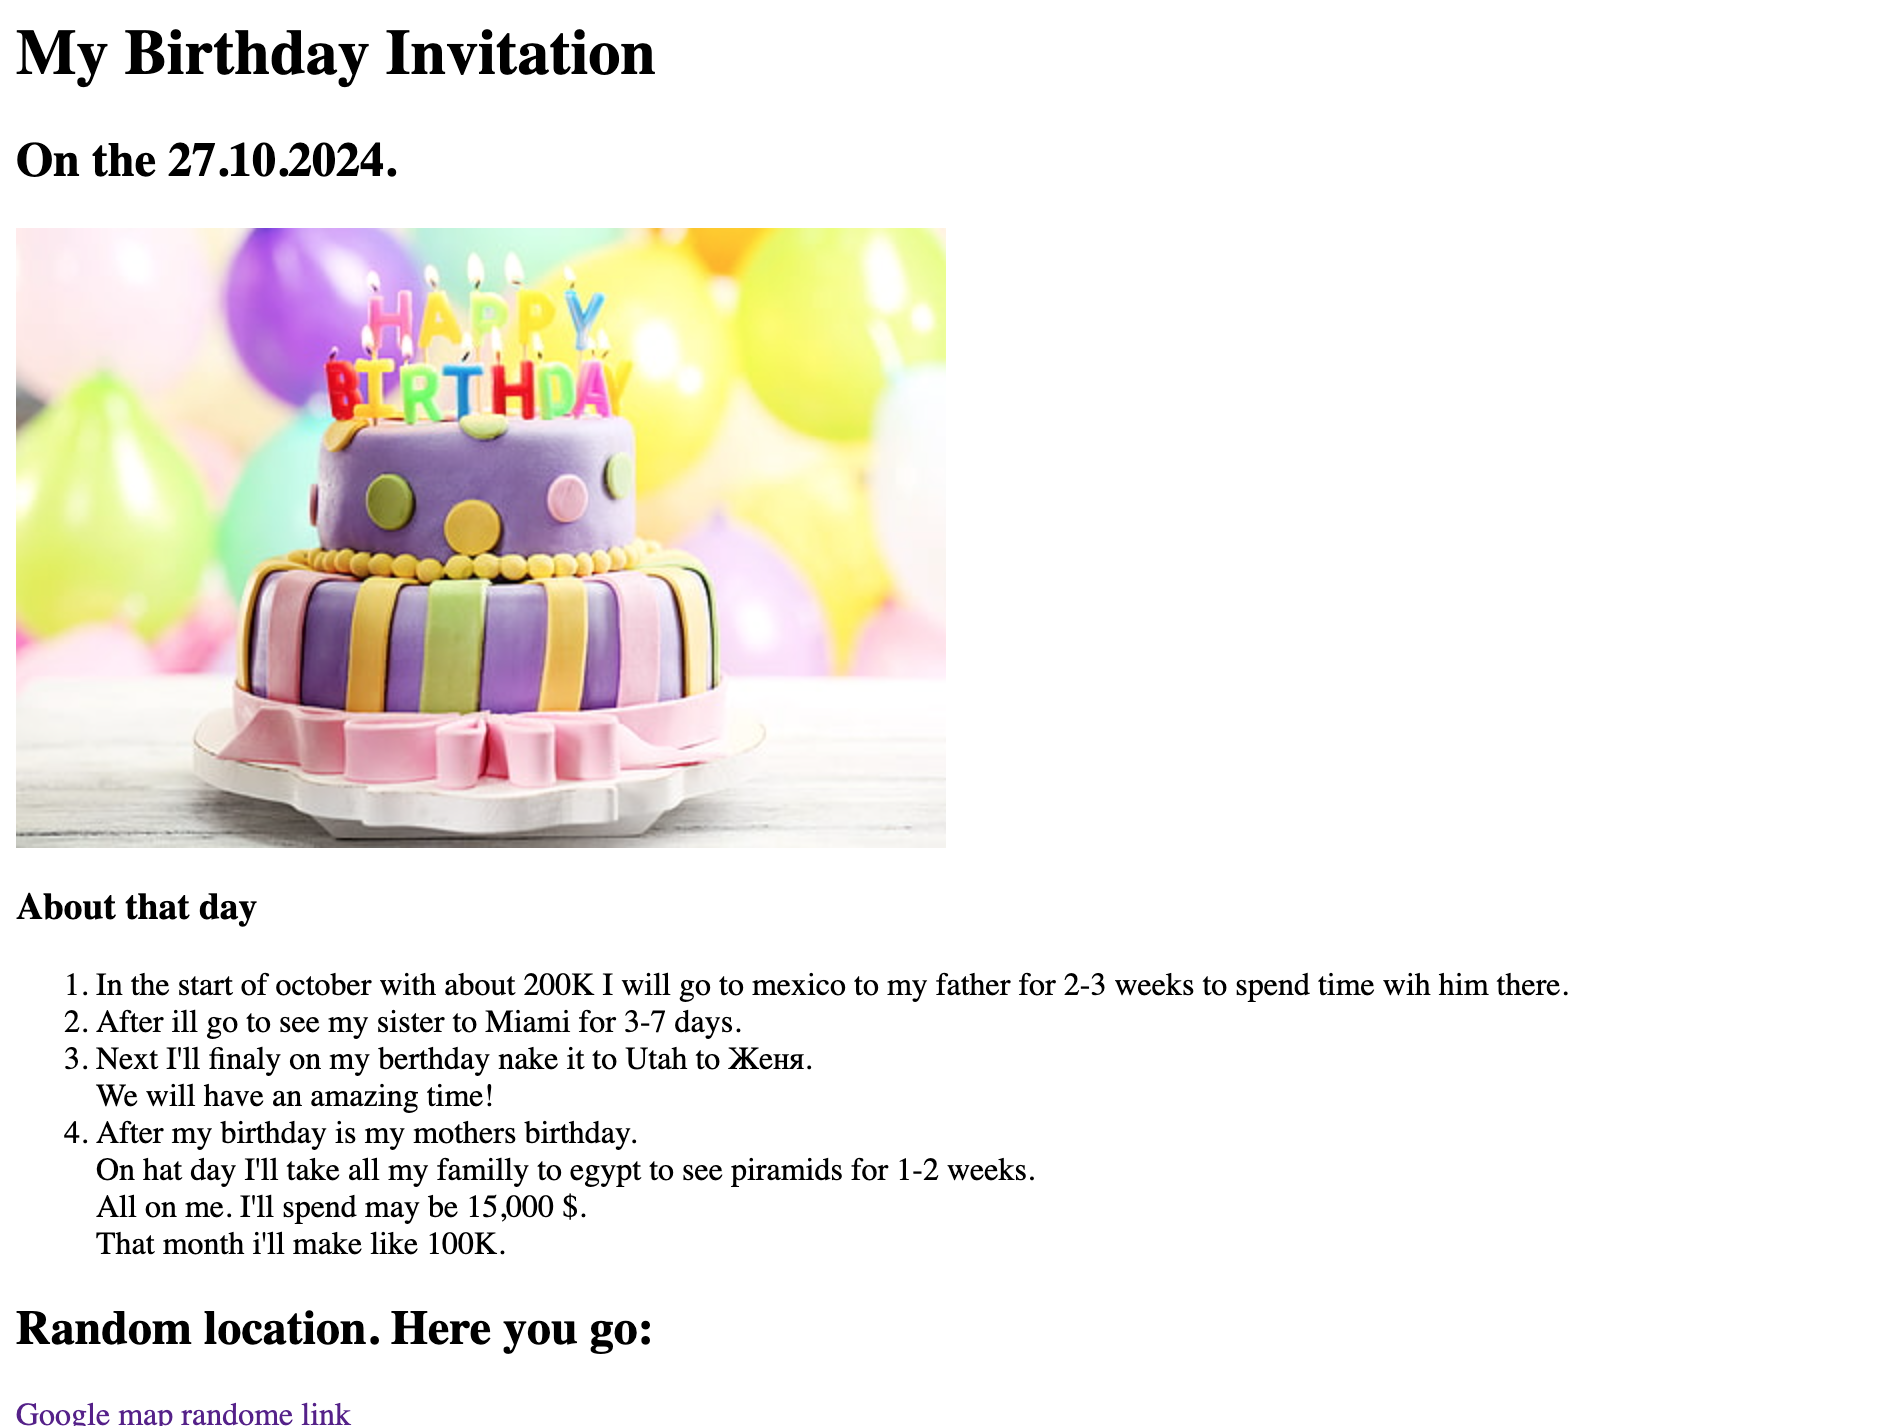 My Birthday Invitation
On the 27.10.2024.
HAPPY
BIRTHDAY
About that day
1. In the start of october with about 200K I will go to mexico to my father for 2-3 weeks to spend time wih him there.
2. After ill go to see my sister to Miami for 3-7 days.
3. Next I'll finaly on my berthday nake it to Utah to Женя.
We will have an amazing time!
4. After my birthday is my mothers birthday.
On hat day I'll take all my familly to egypt to see piramids for 1-2 weeks.
All on me. I'll spend may be 15,000 $.
That month i'll make like 100K.
Random location. Here you go:
Google map randome link